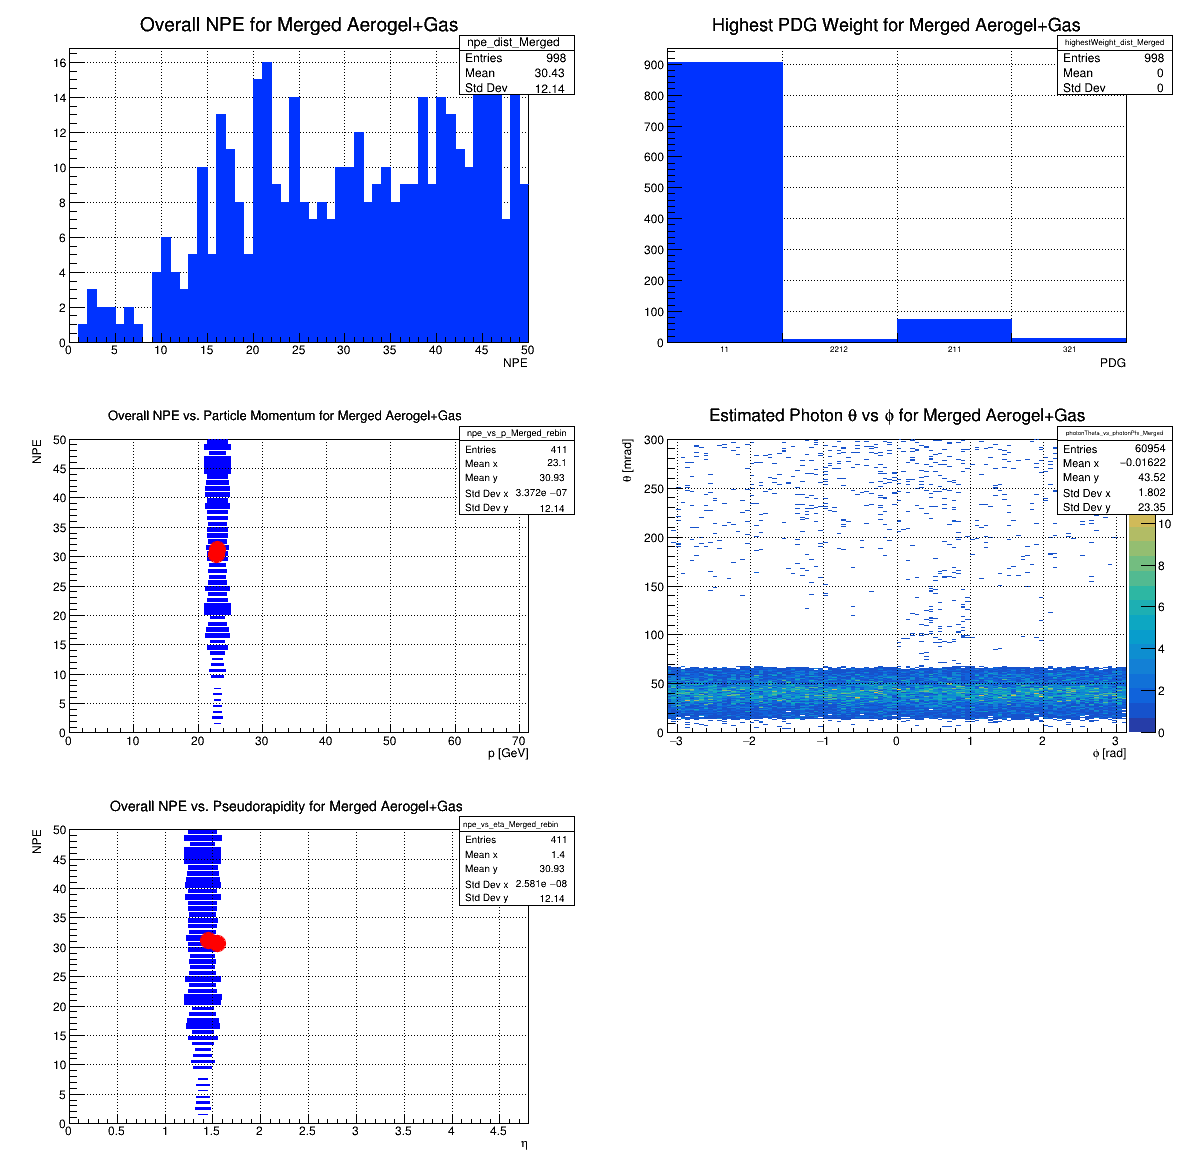 Overall NPE for Merged Aerogel+Gas
npe_dist_Merged
Entries 998
Mean 30.43
Std Dev 12.14
16
14
12
10
8
6
4
2
0
0 5 10 15 20 25 30 35 40 45 50
NPE
Highest PDG Weight for Merged Aerogel+Gas
highestWeight_dist_Merged
Entries 998
Mean 0
Std Dev 0
900
800
700
600
500
400
300
200
100
0
11 2212 211 321
PDG
Overall NPE vs. Particle Momentum for Merged Aerogel+Gas
NPE
npe_vs_p_Merged_rebin
Entries 411
Mean x 23.1
Mean y 30.93
Std Dev x 3.372e −07
Std Dev y 12.14
50
45
40
35
30
25
20
15
10
5
0
0 10 20 30 40 50 60 70
p [GeV]
Estimated Photon θ vs ϕ for Merged Aerogel+Gas
θ [mrad]
photonTheta_vs_photonPhi_Merged
Entries 60954
Mean x −0.01622
Mean y 43.52
Std Dev x 1.802
Std Dev y 23.35
300
250
200
150
100
50
0
−3 −2 −1 0 1 2 3
ϕ [rad]
10
8
6
4
2
0
Overall NPE vs. Pseudorapidity for Merged Aerogel+Gas
NPE
npe_vs_eta_Merged_rebin
Entries 411
Mean x 1.4
Mean y 30.93
Std Dev x 2.581e −08
Std Dev y 12.14
50
45
40
35
30
25
20
15
10
5
0
0 0.5 1 1.5 2 2.5 3 3.5 4 4.5
η